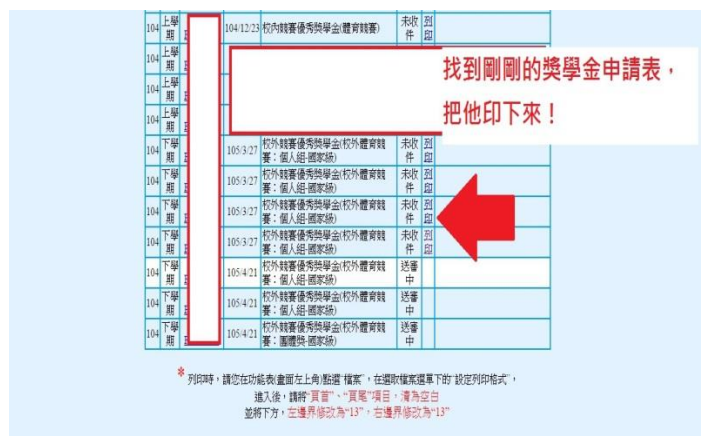 104 上學期 104/12/23 校內競賽優秀獎學金(體育競賽) 未收件 列印
104 上學期
找到剛剛的獎學金申請表，
104 上學期
把他印下來！
104 上學期
104 下學期 105/3/27 校外競賽優秀獎學金(校外體育競賽：個人組-國家級) 未收件 列印
104 下學期 105/3/27 校外競賽優秀獎學金(校外體育競賽：個人組-國家級) 未收件 列印
104 下學期 105/3/27 校外競賽優秀獎學金(校外體育競賽：個人組-國家級) 未收件 列印
104 下學期 105/3/27 校外競賽優秀獎學金(校外體育競賽：個人組-國家級) 未收件 列印
104 下學期 105/4/21 校外競賽優秀獎學金(校外體育競賽：個人組-國家級) 送審中
104 下學期 105/4/21 校外競賽優秀獎學金(校外體育競賽：個人組-國家級) 送審中
104 下學期 105/4/21 校外競賽優秀獎學金(校外體育競賽：團體獎-國家級) 送審中
* 列印時，請您在功能表(畫面左上角)點選"檔案"，在選取檔案選單下的"設定列印格式"，
進入後，請將"頁首"、"頁尾"項目，清為空白
並將下方，左邊界修改為"13"，右邊界修改為"13"